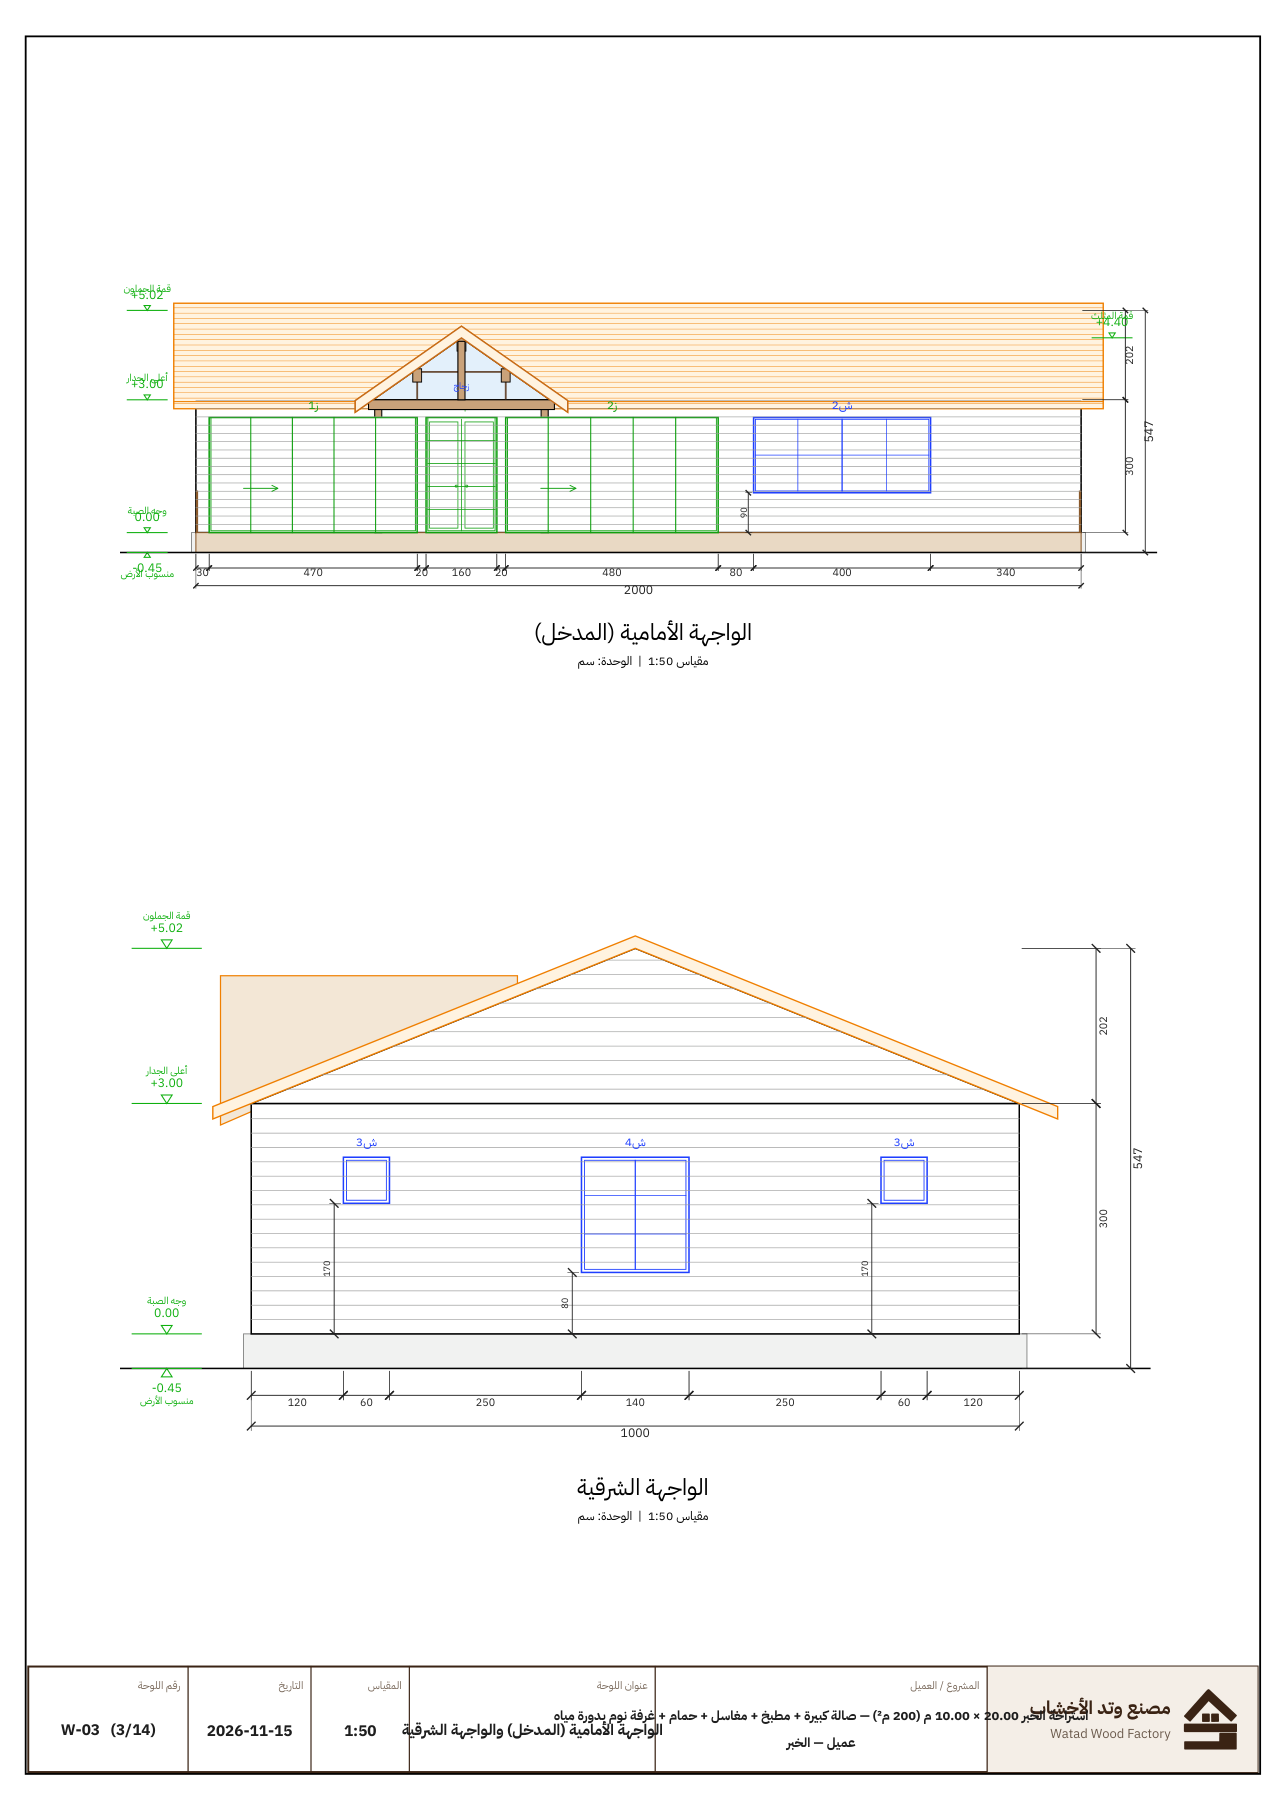 قمة الجملون
+5.02
قمة المثلث
+4.40
أعلى الجدار
+3.00
202
ز1
زجاج
ز2
ش2
547
300
وجه الصبة
0.00
90
-0.45
منسوب الأرض
30
470
20
160
20
480
80
400
340
2000
الواجهة الأمامية (المدخل)
مقياس 1:50 | الوحدة: سم
قمة الجملون
+5.02
202
أعلى الجدار
+3.00
ش3
ش4
ش3
547
300
170
80
170
وجه الصبة
0.00
-0.45
منسوب الأرض
120
60
250
140
250
60
120
1000
الواجهة الشرقية
مقياس 1:50 | الوحدة: سم
مصنع وتد الأخشاب
Watad Wood Factory
المشروع / العميل
استراحة الخبر 20.00 × 10.00 م (200 م²) — صالة كبيرة + مطبخ + مغاسل + حمام + غرفة نوم بدورة مياه
عميل — الخبر
عنوان اللوحة
الواجهة الأمامية (المدخل) والواجهة الشرقية
المقياس
1:50
التاريخ
2026-11-15
رقم اللوحة
W-03 (3/14)